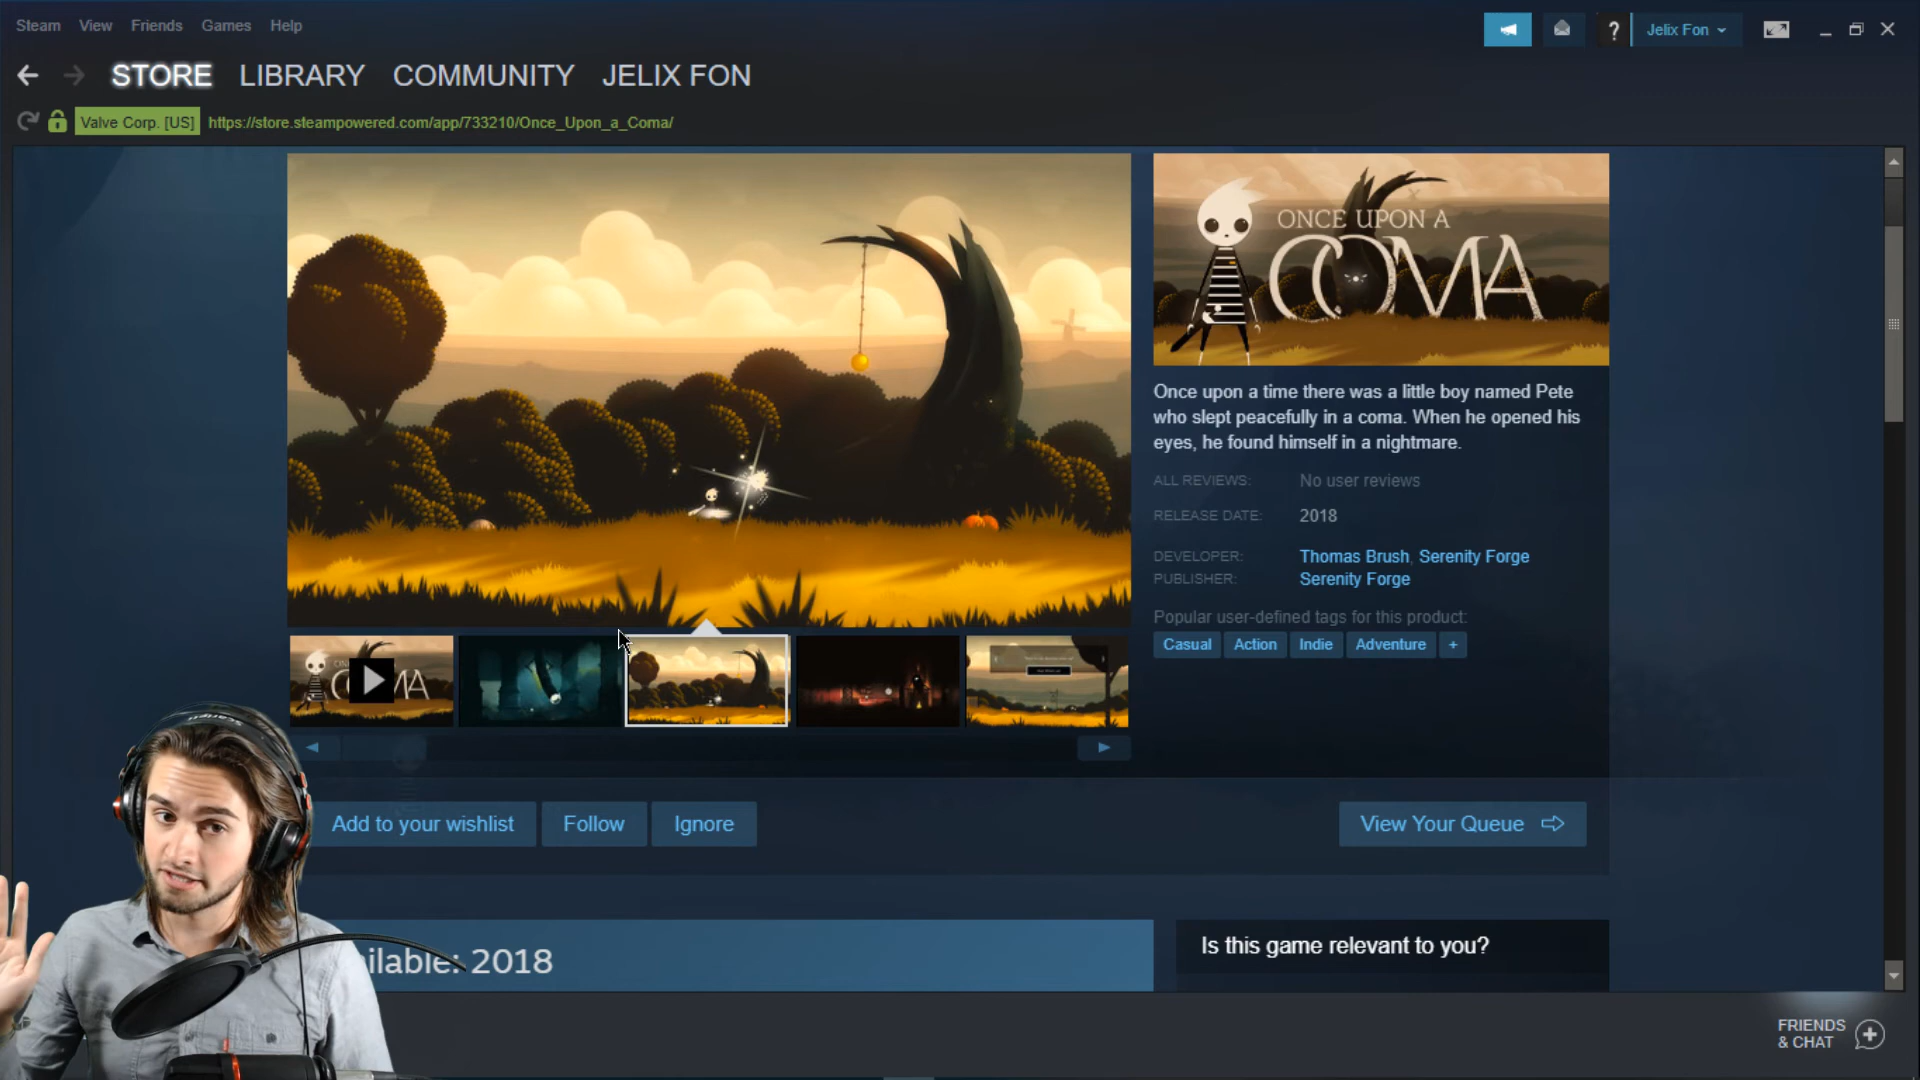 Steam View Friends Games Help
? Jelix Fon
STORE LIBRARY COMMUNITY JELIX FON
Valve Corp. [US] https://store.steampowered.com/app/733210/Once_Upon_a_Coma/
ONCE UPON A
COMA
Once upon a time there was a little boy named Pete
who slept peacefully in a coma. When he opened his
eyes, he found himself in a nightmare.
ALL REVIEWS: No user reviews
RELEASE DATE: 2018
DEVELOPER: Thomas Brush, Serenity Forge
PUBLISHER: Serenity Forge
Popular user-defined tags for this product:
Casual Action Indie Adventure +
Add to your wishlist Follow Ignore
View Your Queue
ilable: 2018
Is this game relevant to you?
FRIENDS
& CHAT